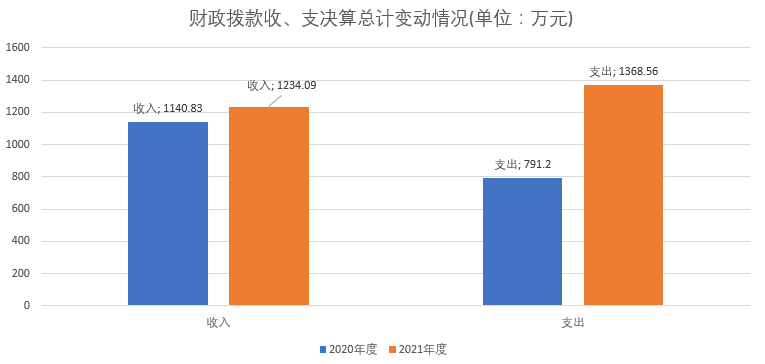 财政拨款收、支决算总计变动情况(单位：万元)
1600
1400
1200
1000
800
600
400
200
0
收入; 1140.83
收入; 1234.09
支出; 791.2
支出; 1368.56
收入
支出
2020年度
2021年度